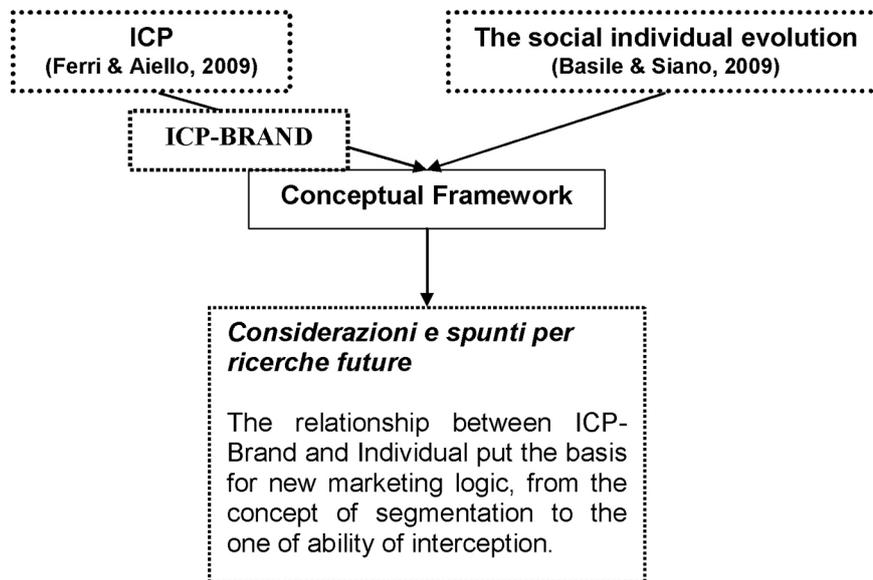 ICP
(Ferri & Aiello, 2009)
The social individual evolution
(Basile & Siano, 2009)
ICP-BRAND
Conceptual Framework
Considerazioni e spunti per
ricerche future
The relationship between ICP-
Brand and Individual put the basis
for new marketing logic, from the
concept of segmentation to the
one of ability of interception.